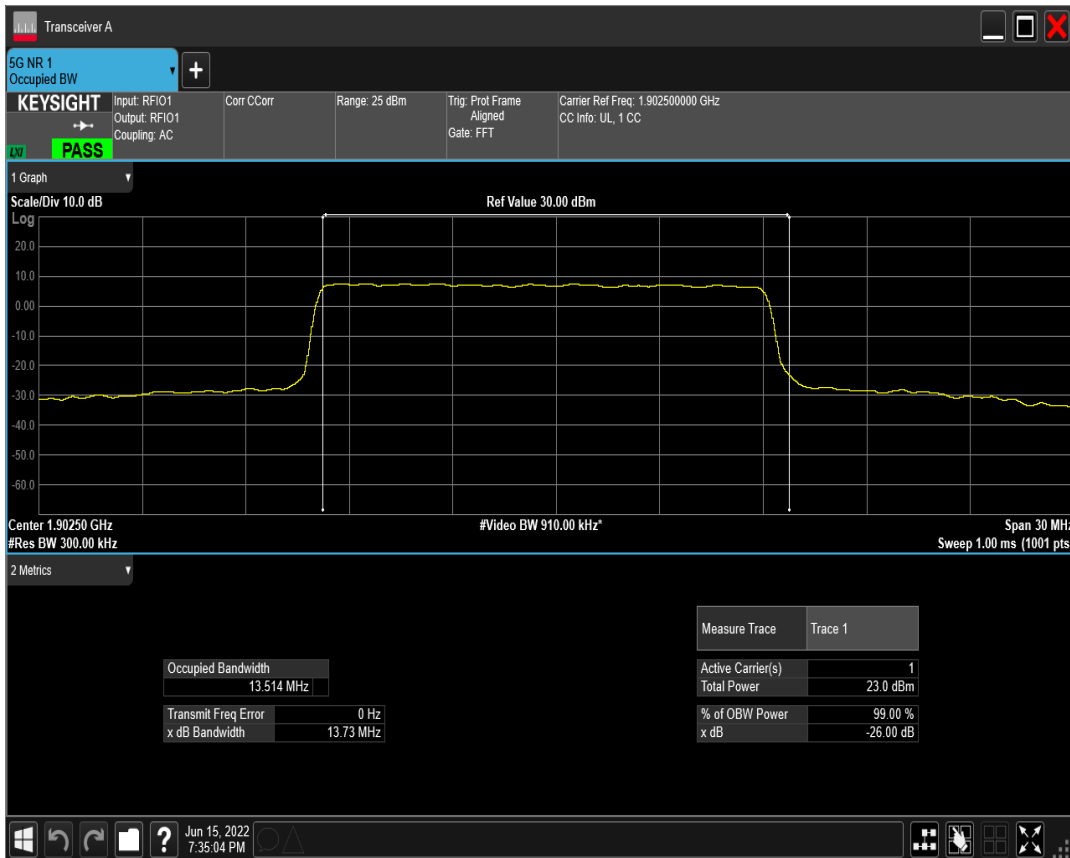 Transceiver A
5G NR 1
Occupied BW
KEYSIGHT
LXI
PASS
Input: RFIO1
Output: RFIO1
Coupling: AC
Corr CCorr
Range: 25 dBm
Trig: Prot Frame
Aligned
Gate: FFT
Carrier Ref Freq: 1.902500000 GHz
CC Info: UL, 1 CC
1 Graph
Scale/Div 10.0 dB
Ref Value 30.00 dBm
Log
20.0
10.0
0.00
-10.0
-20.0
-30.0
-40.0
-50.0
-60.0
Center 1.90250 GHz
#Video BW 910.00 kHz*
Span 30 MHz
#Res BW 300.00 kHz
Sweep 1.00 ms (1001 pts
2 Metrics
Measure Trace Trace 1
Occupied Bandwidth
13.514 MHz
Active Carrier(s) 1
Total Power 23.0 dBm
Transmit Freq Error 0 Hz
x dB Bandwidth 13.73 MHz
% of OBW Power 99.00 %
x dB -26.00 dB
?
Jun 15, 2022
7:35:04 PM